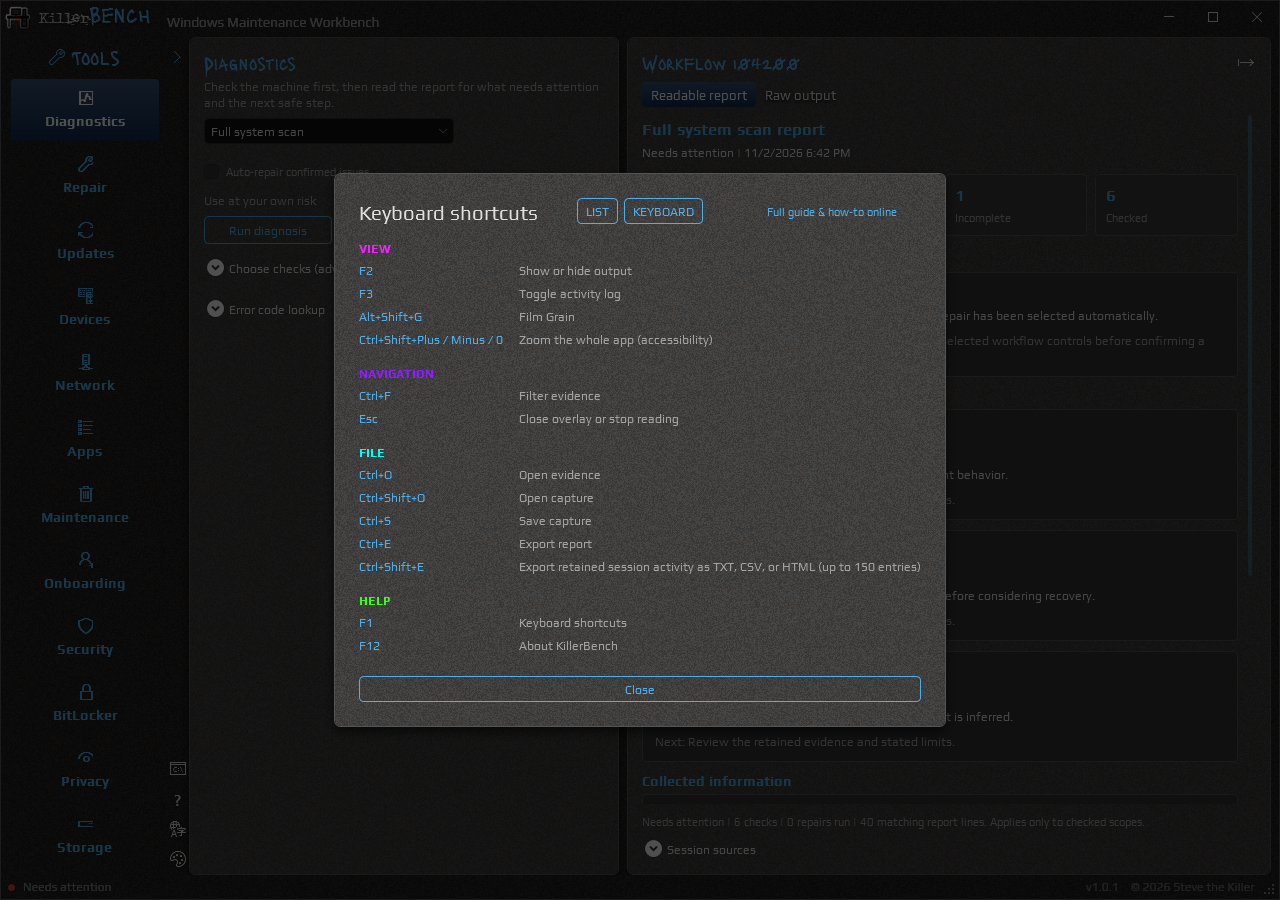 KillerBENCH Windows Maintenance Workbench
TOOLS
Diagnostics
Repair
Updates
Devices
Network
Apps
Maintenance
Onboarding
Security
BitLocker
Privacy
Storage
Diagnostics
Check the machine first, then read the report for what needs attention
and the next safe step.
Full system scan
Auto-repair confirmed issues
Use at your own risk
Run diagnosis
Choose checks (adv
Error code lookup
Workflow 104200
Readable report Raw output
Full system scan report
Needs attention | 11/2/2026 6:42 PM
1
Incomplete
6
Checked
epair has been selected automatically.
elected workflow controls before confirming a
t behavior.
s.
efore considering recovery.
s.
t is inferred.
Next: Review the retained evidence and stated limits.
Collected information
Needs attention | 6 checks | 0 repairs run | 40 matching report lines. Applies only to checked scopes.
Session sources
Keyboard shortcuts
LIST
KEYBOARD
Full guide & how-to online
VIEW
F2 Show or hide output
F3 Toggle activity log
Alt+Shift+G Film Grain
Ctrl+Shift+Plus / Minus / 0 Zoom the whole app (accessibility)
NAVIGATION
Ctrl+F Filter evidence
Esc Close overlay or stop reading
FILE
Ctrl+O Open evidence
Ctrl+Shift+O Open capture
Ctrl+S Save capture
Ctrl+E Export report
Ctrl+Shift+E Export retained session activity as TXT, CSV, or HTML (up to 150 entries)
HELP
F1 Keyboard shortcuts
F12 About KillerBench
Close
?
Needs attention
v1.0.1 © 2026 Steve the Killer